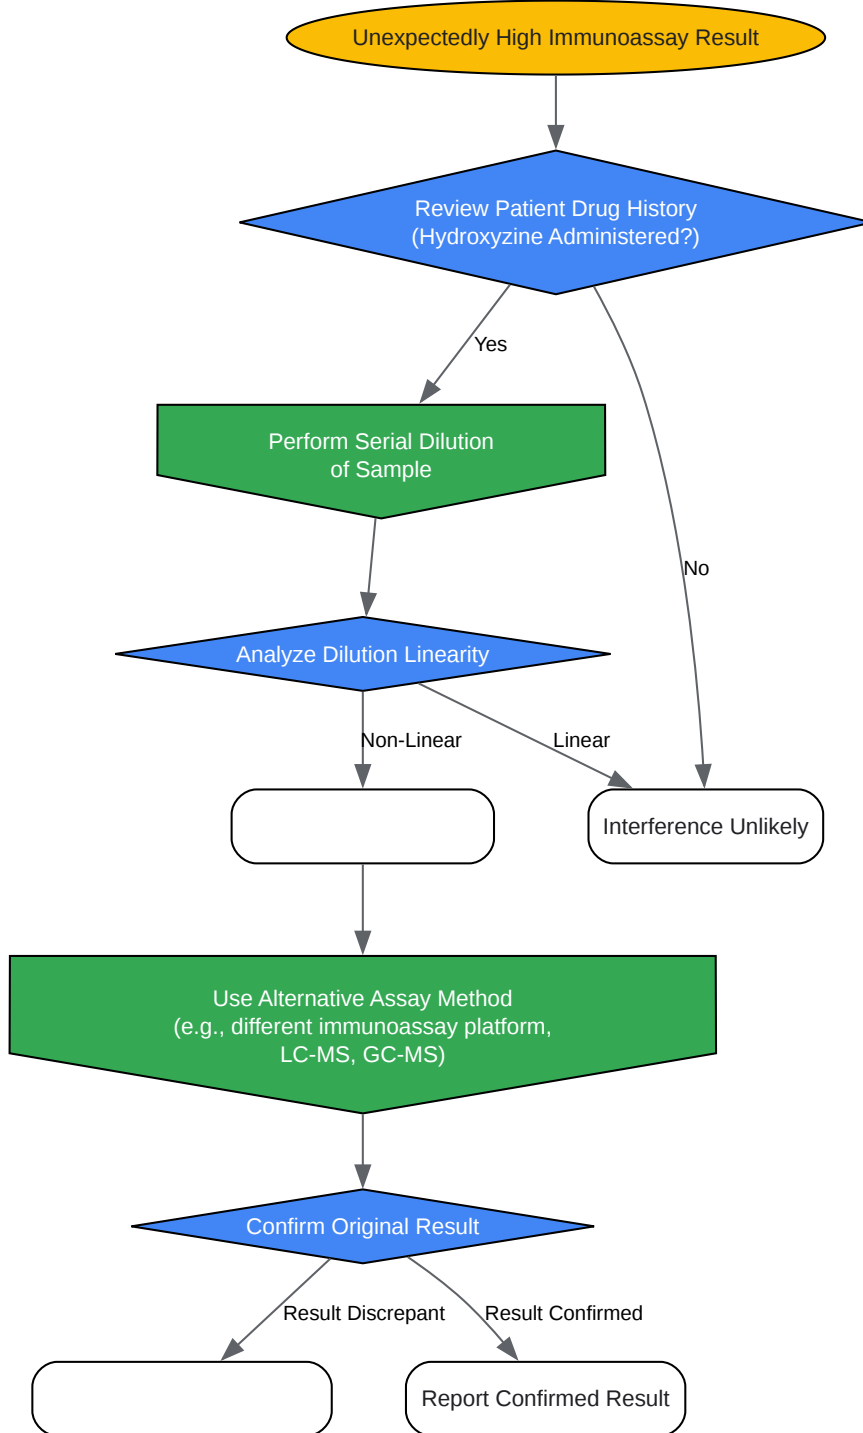 Unexpectedly High Immunoassay Result
Review Patient Drug History
(Hydroxyzine Administered?)
Yes
Perform Serial Dilution
of Sample
No
Analyze Dilution Linearity
Non-Linear
Linear
Interference Unlikely
Use Alternative Assay Method
(e.g., different immunoassay platform,
LC-MS, GC-MS)
Confirm Original Result
Result Discrepant
Result Confirmed
Report Confirmed Result